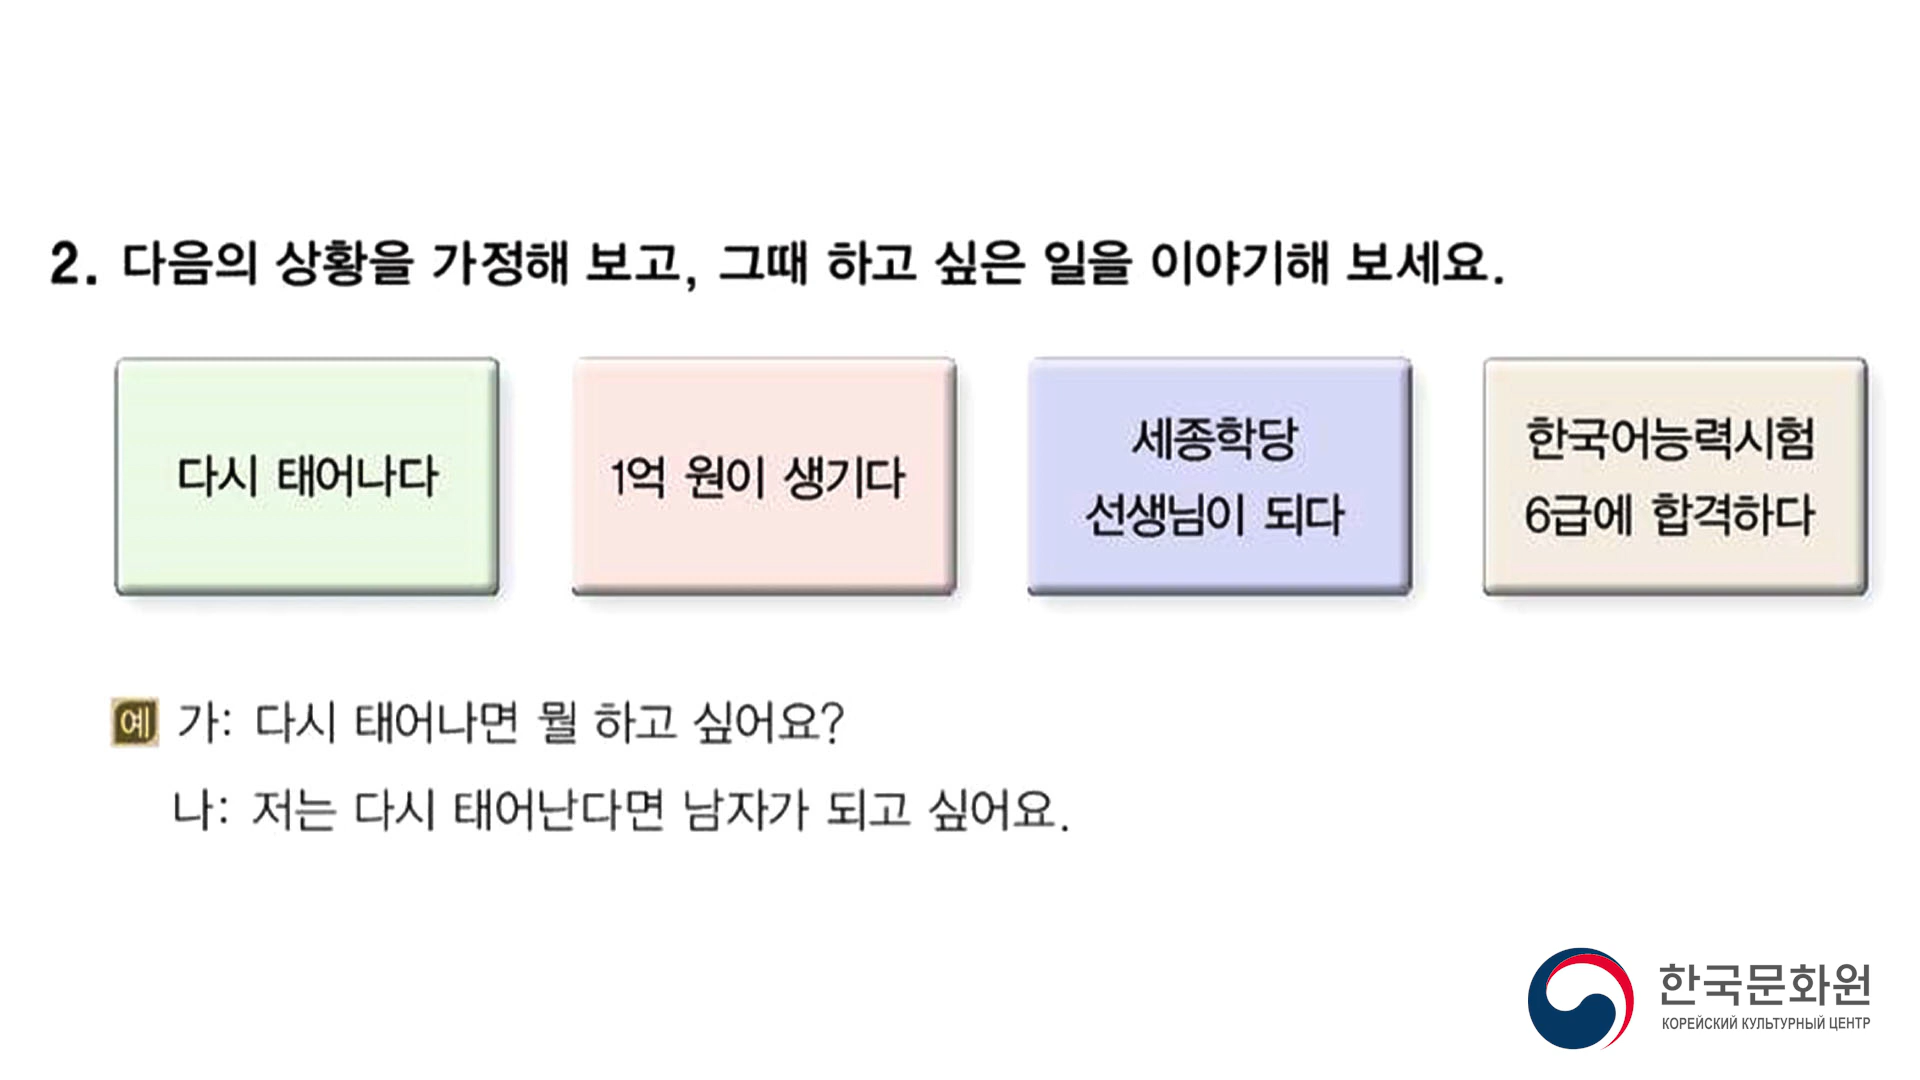 2. 다음의 상황을 가정해 보고, 그때 하고 싶은 일을 이야기해 보세요.
다시 태어나다
1억 원이 생기다
세종학당
선생님이 되다
한국어능력시험
6급에 합격하다
예 가: 다시 태어나면 뭘 하고 싶어요?
나: 저는 다시 태어난다면 남자가 되고 싶어요.
한국문화원
КОРЕЙСКИЙ КУЛЬТУРНЫЙ ЦЕНТР